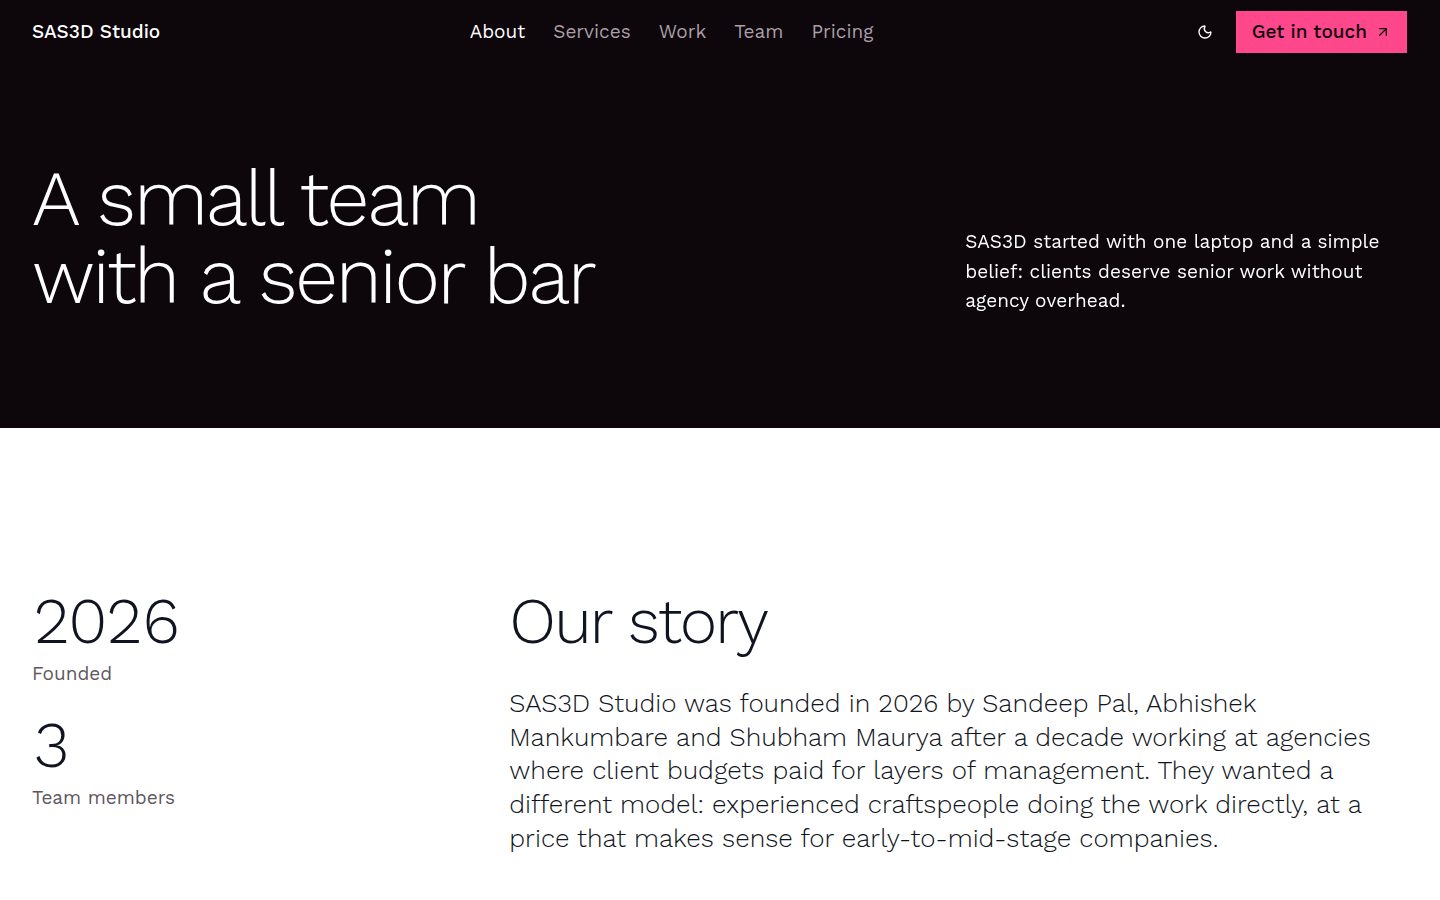 SAS3D Studio
About
Services
Work
Team
Pricing
Get in touch
A small team
with a senior bar
SAS3D started with one laptop and a simple
belief: clients deserve senior work without
agency overhead.
2026
Founded
3
Team members
Our story
SAS3D Studio was founded in 2026 by Sandeep Pal, Abhishek
Mankumbare and Shubham Maurya after a decade working at agencies
where client budgets paid for layers of management. They wanted a
different model: experienced craftspeople doing the work directly, at a
price that makes sense for early-to-mid-stage companies.